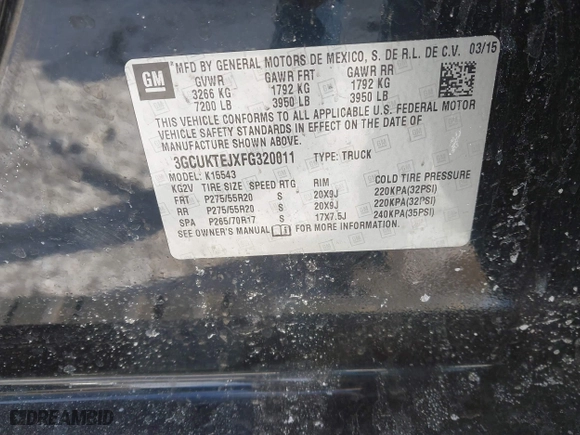 GM
MFD BY GENERAL MOTORS DE MEXICO, S. DE R.L. DE C.V. 03/15
GVWR GAWR FRT GAWR RR
3266 KG 1792 KG 1792 KG
7200 LB 3950 LB 3950 LB
THIS VEHICLE CONFORMS TO ALL APPLICABLE U.S. FEDERAL MOTOR
VEHICLE SAFETY STANDARDS IN EFFECT ON THE DATE OF
MANUFACTURE SHOWN ABOVE.
3GCUKTEJXFG320011 TYPE: TRUCK
MODEL: K15543
KG2V TIRE SIZE SPEED RTG RIM COLD TIRE PRESSURE
FRT P275/55R20 S 20X9J 220KPA(32PSI)
RR P275/55R20 S 20X9J 220KPA(32PSI)
SPA P265/70R17 S 17X7.5J 240KPA(35PSI)
SEE OWNER'S MANUAL FOR MORE INFORMATION.
DREAMBID